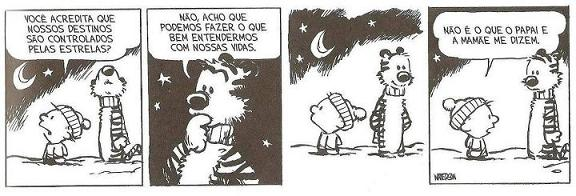 VOCÊ ACREDITA QUE
NOSSOS DESTINOS
SÃO CONTROLADOS
PELAS ESTRELAS?
NÃO, ACHO QUE
PODEMOS FAZER O QUE
BEM ENTENDERMOS
COM NOSSAS VIDAS.
NÃO É O QUE O PAPAI E
A MAMÃE ME DIZEM.